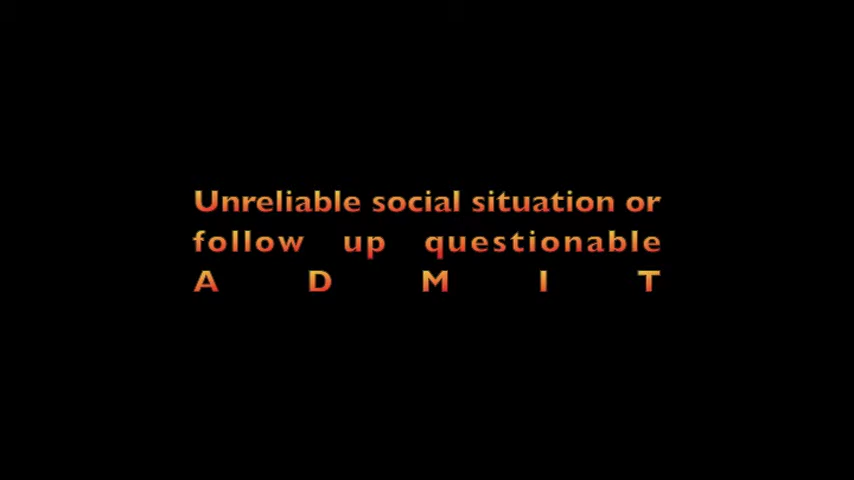 Unreliable social situation or
follow up questionable
A D M I T